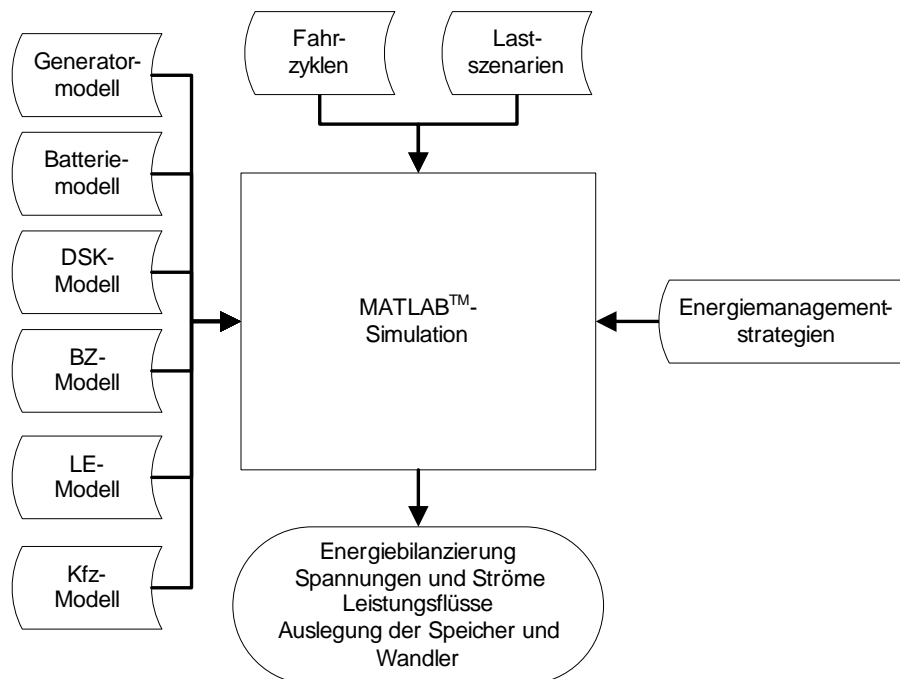 Fahr-
zyklen
Last-
szenarien
Generator-
modell
Batterie-
modell
DSK-
Modell
BZ-
Modell
LE-
Modell
Kfz-
Modell
MATLAB™-
Simulation
Energiemanagement-
strategien
Energiebilanzierung
Spannungen und Ströme
Leistungsflüsse
Auslegung der Speicher und
Wandler